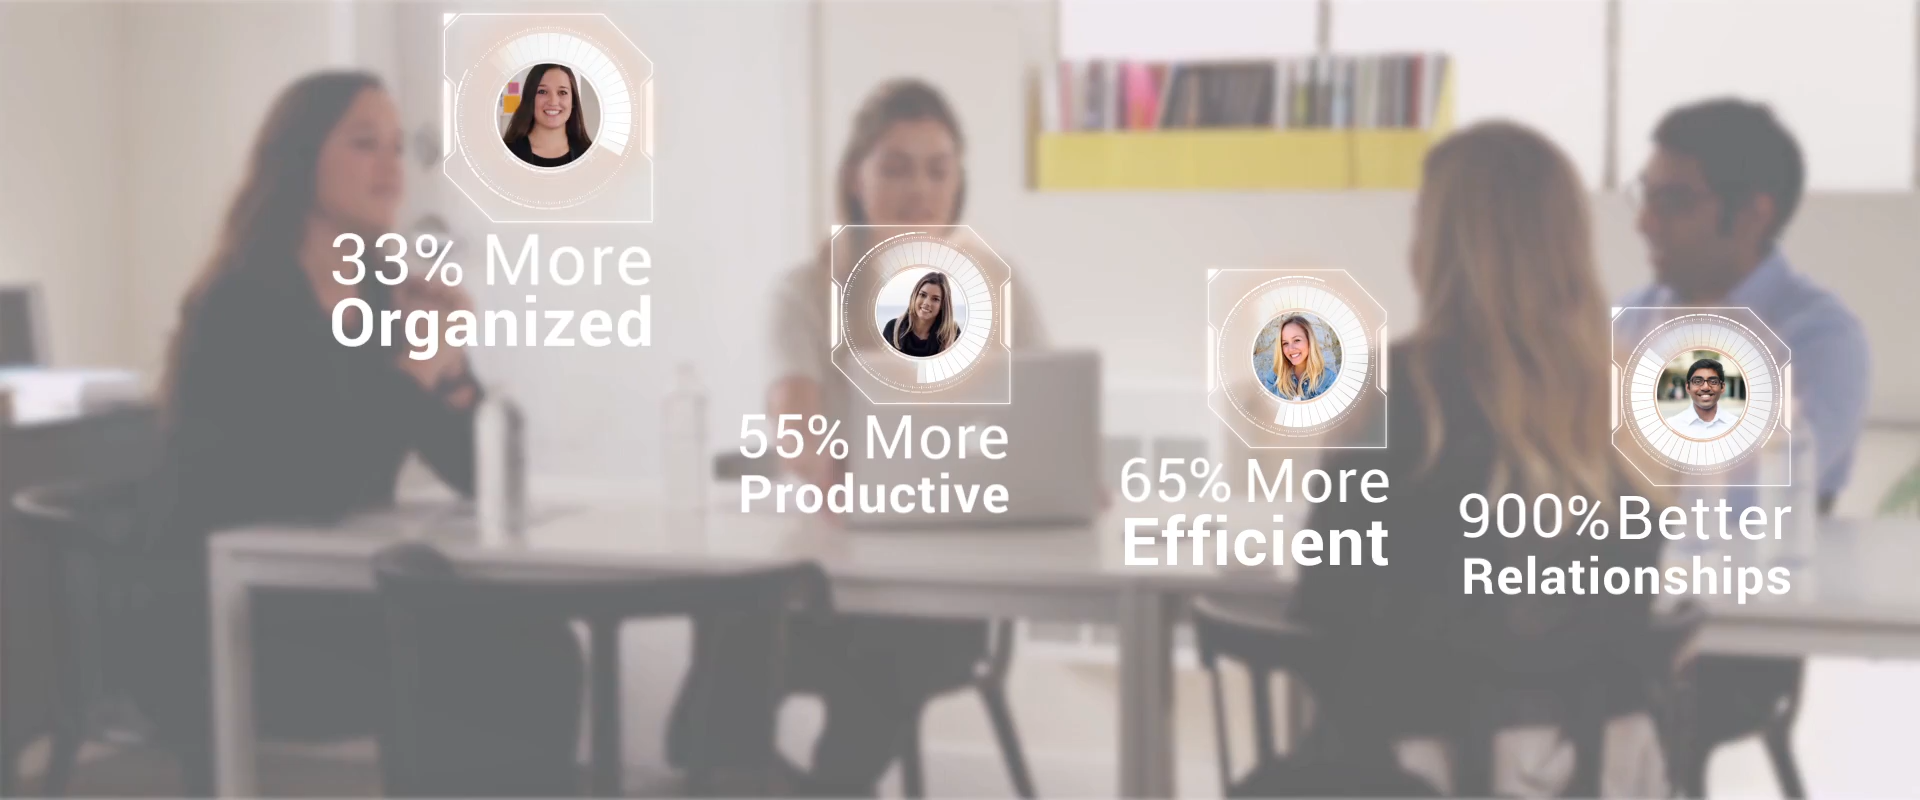 33% More
Organized
55% More
Productive
65% More
Efficient
900% Better
Relationships